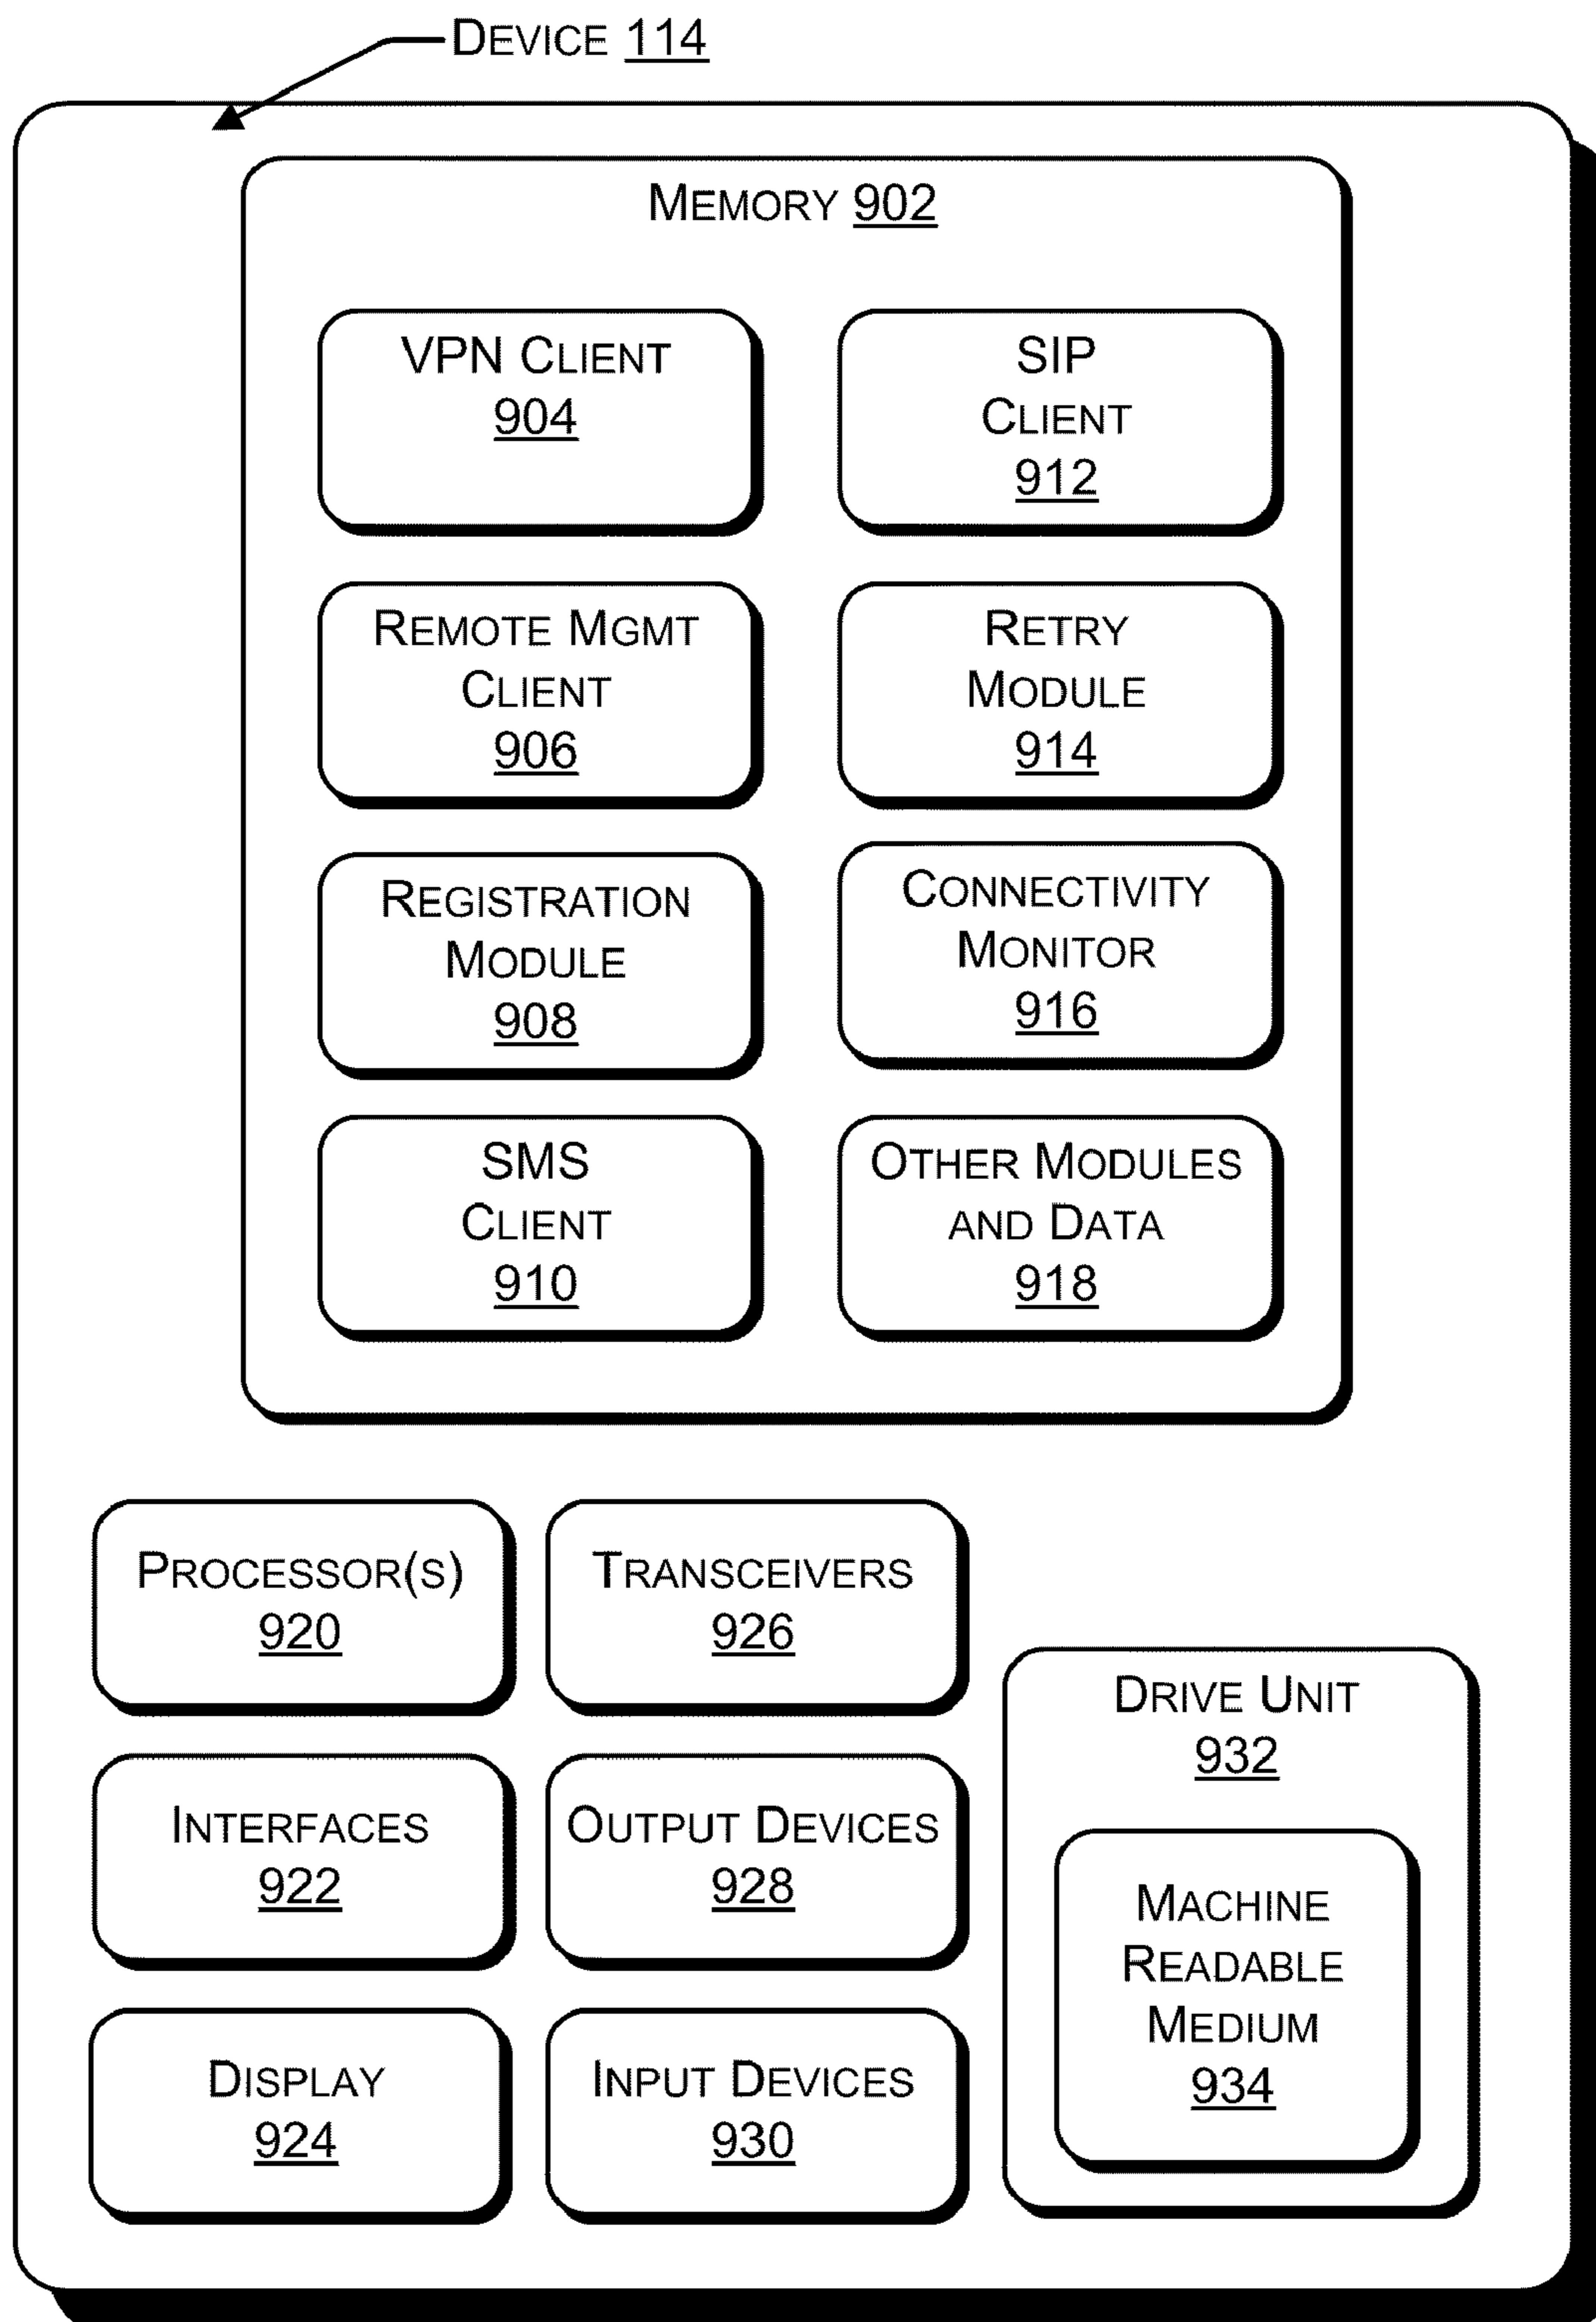 DEVICE 114
MEMORY 902
VPN CLIENT
904
SIP
CLIENT
912
REMOTE MGMT
CLIENT
906
RETRY
MODULE
914
REGISTRATION
MODULE
908
CONNECTIVITY
MONITOR
916
SMS
CLIENT
910
OTHER MODULES
AND DATA
918
PROCESSOR(S)
920
TRANSCEIVERS
926
INTERFACES
922
OUTPUT DEVICES
928
DISPLAY
924
INPUT DEVICES
930
DRIVE UNIT
932
MACHINE
READABLE
MEDIUM
934